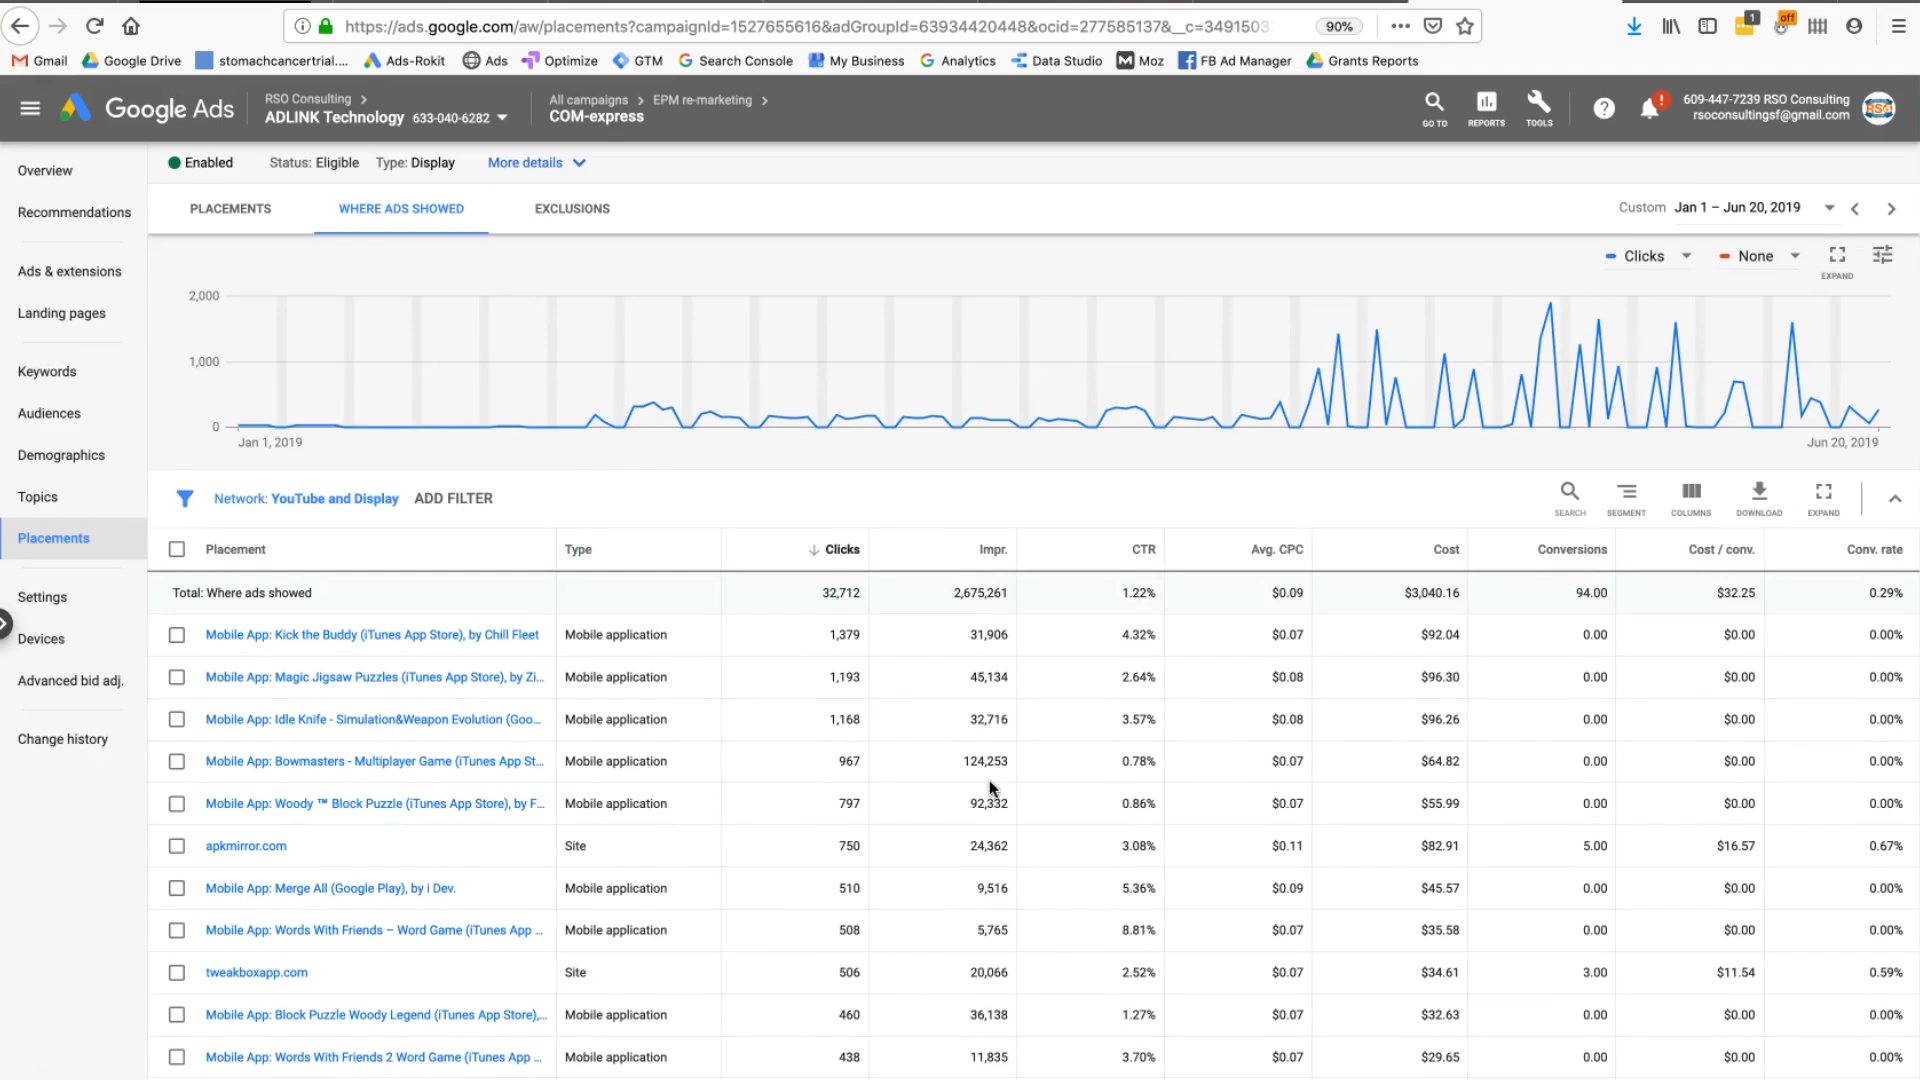 https://ads.google.com/aw/placements?campaignId=1527655616&adGroupId=63934420448&ocid=277585137&__c=3491503
90%
1
off
Gmail
Google Drive
stomachcancertrial....
Ads-Rokit
Ads
Optimize
GTM
Search Console
My Business
Analytics
Data Studio
Moz
FB Ad Manager
Grants Reports
Google Ads
RSO Consulting >
ADLINK Technology 633-040-6282
All campaigns > EPM re-marketing >
COM-express
GO TO
REPORTS
TOOLS
?
!
609-447-7239 RSO Consulting
rsoconsultingsf@gmail.com
RSO
Overview
Recommendations
Ads & extensions
Landing pages
Keywords
Audiences
Demographics
Topics
Placements
Settings
Devices
Advanced bid adj.
Change history
Enabled Status: Eligible Type: Display More details
PLACEMENTS WHERE ADS SHOWED EXCLUSIONS
Custom Jan 1 – Jun 20, 2019
Clicks None
EXPAND
2,000
1,000
0
Jan 1, 2019 Jun 20, 2019
Network: YouTube and Display ADD FILTER
SEARCH SEGMENT COLUMNS DOWNLOAD EXPAND
Placement Type Clicks Impr. CTR Avg. CPC Cost Conversions Cost / conv. Conv. rate
Total: Where ads showed 32,712 2,675,261 1.22% $0.09 $3,040.16 94.00 $32.25 0.29%
Mobile App: Kick the Buddy (iTunes App Store), by Chill Fleet Mobile application 1,379 31,906 4.32% $0.07 $92.04 0.00 $0.00 0.00%
Mobile App: Magic Jigsaw Puzzles (iTunes App Store), by Zi... Mobile application 1,193 45,134 2.64% $0.08 $96.30 0.00 $0.00 0.00%
Mobile App: Idle Knife - Simulation&Weapon Evolution (Goo... Mobile application 1,168 32,716 3.57% $0.08 $96.26 0.00 $0.00 0.00%
Mobile App: Bowmasters - Multiplayer Game (iTunes App St... Mobile application 967 124,253 0.78% $0.07 $64.82 0.00 $0.00 0.00%
Mobile App: Woody ™ Block Puzzle (iTunes App Store), by F... Mobile application 797 92,332 0.86% $0.07 $55.99 0.00 $0.00 0.00%
apkmirror.com Site 750 24,362 3.08% $0.11 $82.91 5.00 $16.57 0.67%
Mobile App: Merge All (Google Play), by i Dev. Mobile application 510 9,516 5.36% $0.09 $45.57 0.00 $0.00 0.00%
Mobile App: Words With Friends – Word Game (iTunes App ... Mobile application 508 5,765 8.81% $0.07 $35.58 0.00 $0.00 0.00%
tweakboxapp.com Site 506 20,066 2.52% $0.07 $34.61 3.00 $11.54 0.59%
Mobile App: Block Puzzle Woody Legend (iTunes App Store),... Mobile application 460 36,138 1.27% $0.07 $32.63 0.00 $0.00 0.00%
Mobile App: Words With Friends 2 Word Game (iTunes App ... Mobile application 438 11,835 3.70% $0.07 $29.65 0.00 $0.00 0.00%